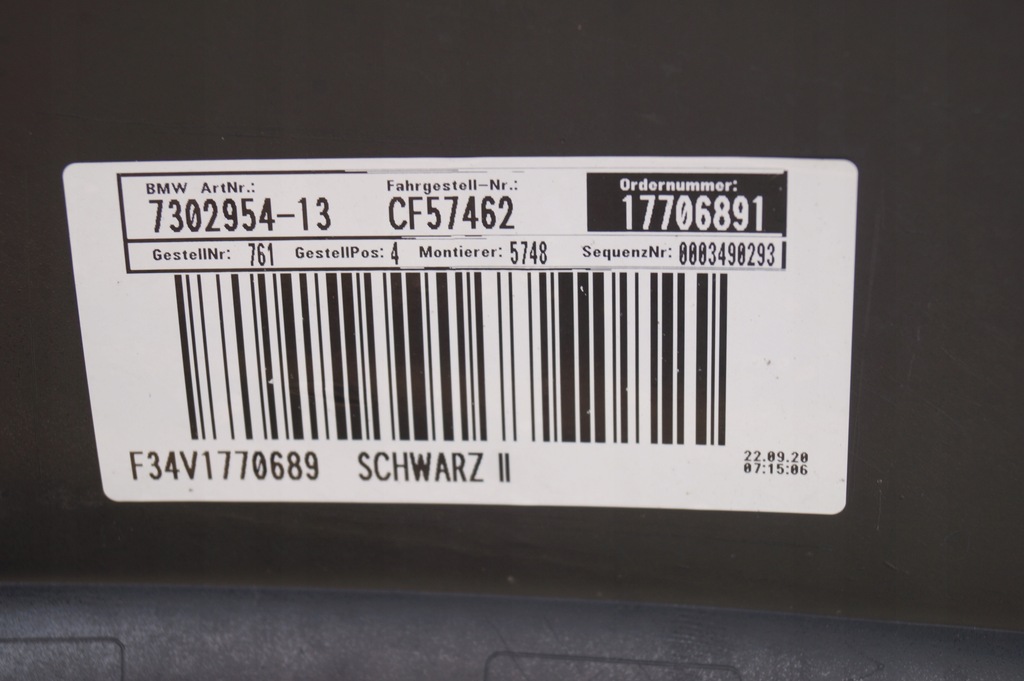 BMW ArtNr.: Fahrgestell-Nr.: Ordernummer:
7302954-13 CF57462 17706891
GestellNr: 761 GestellPos: 4 Montierer: 5748 SequenzNr: 0003490293
F34V1770689 SCHWARZ II
22.09.20
07:15:06